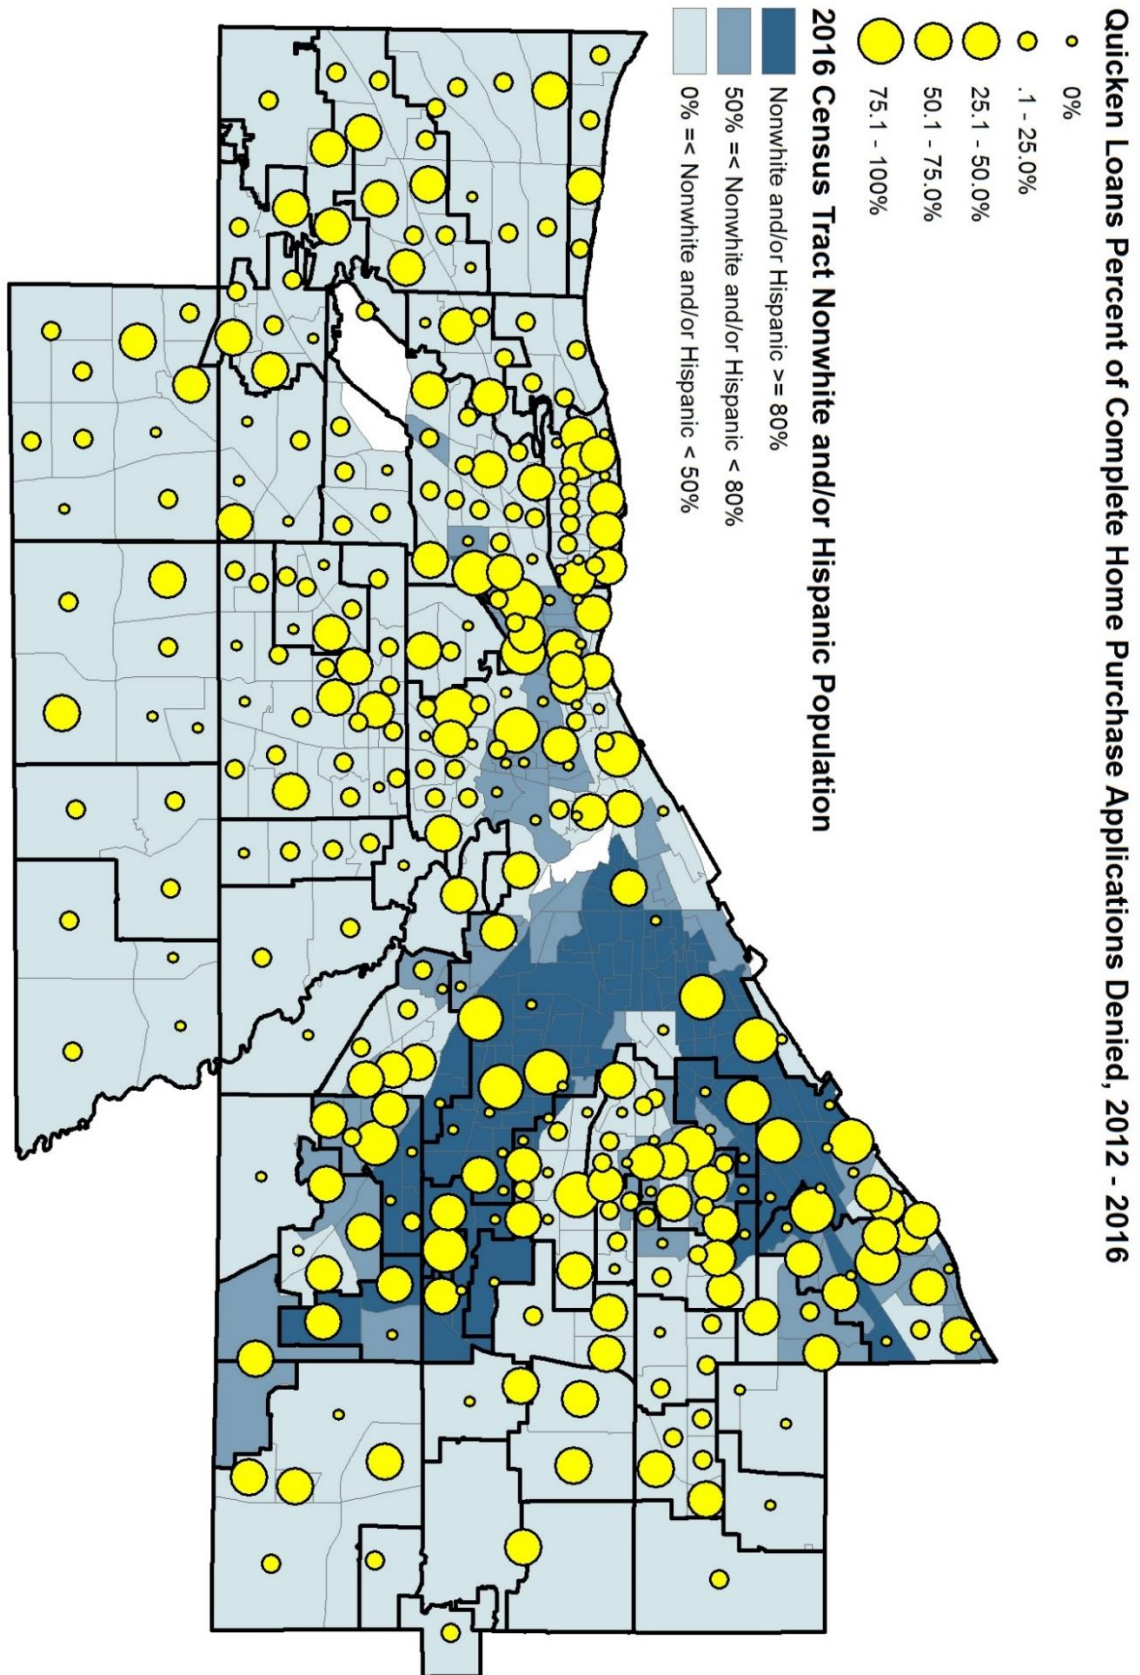 Quicken Loans Percent of Complete Home Purchase Applications Denied, 2012 - 2016
0%
.1 - 25.0%
25.1 - 50.0%
50.1 - 75.0%
75.1 - 100%
2016 Census Tract Nonwhite and/or Hispanic Population
Nonwhite and/or Hispanic >= 80%
50% =< Nonwhite and/or Hispanic < 80%
0% =< Nonwhite and/or Hispanic < 50%